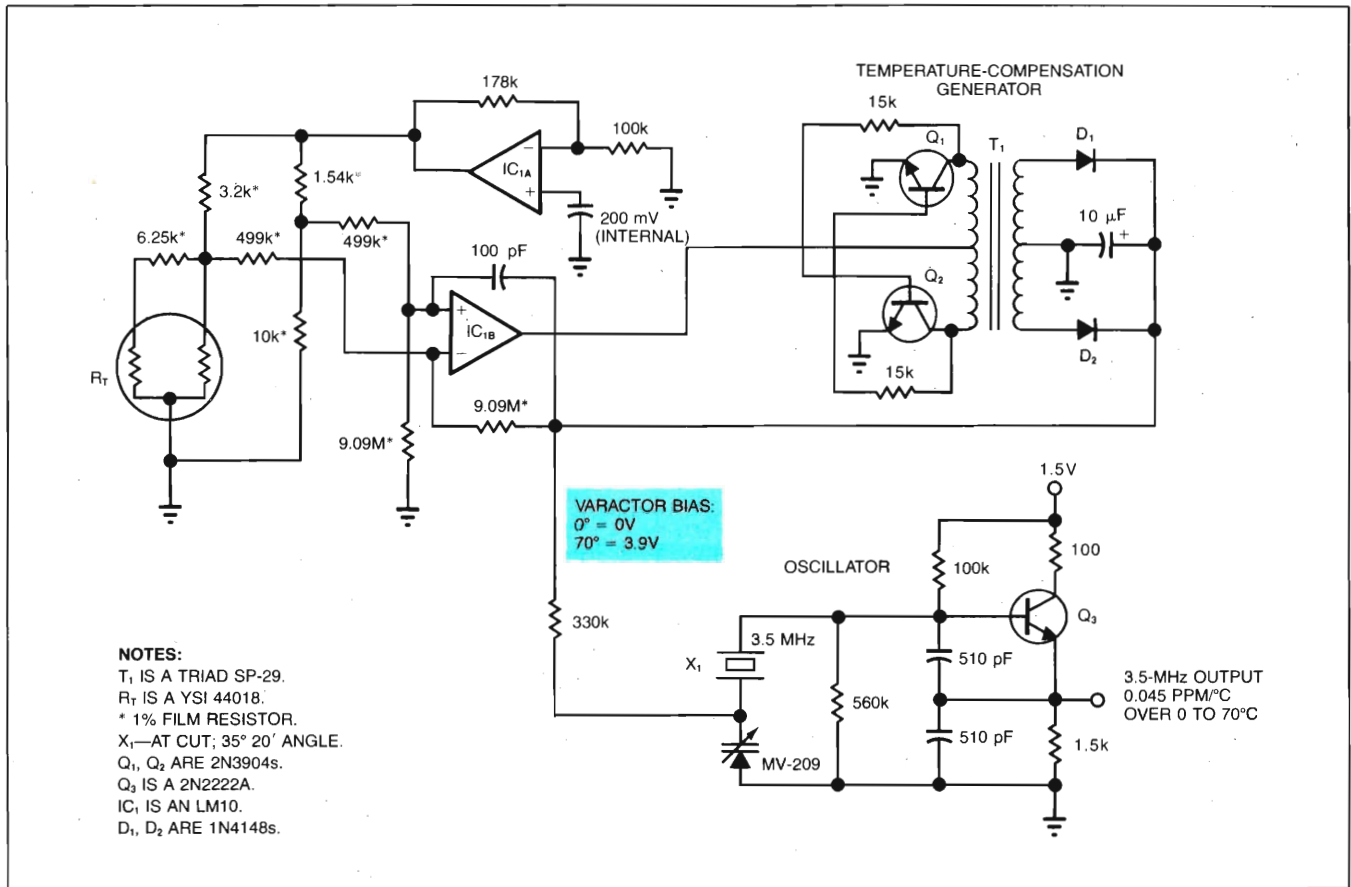 TEMPERATURE-COMPENSATION
GENERATOR
178k
15k
Q₁
T₁
D₁
100k
IC₁A
3.2k*
1.54k*
200 mV
(INTERNAL)
10 µF
+
6.25k*
499k*
499k*
100 pF
Q₂
IC₁B
10k*
D₂
R_T
15k
9.09M*
9.09M*
1.5V
VARACTOR BIAS:
0° = 0V
70° = 3.9V
OSCILLATOR
100k
100
Q₃
330k
3.5 MHz
X₁
510 pF
560k
3.5-MHz OUTPUT
0.045 PPM/°C
OVER 0 TO 70°C
510 pF
1.5k
MV-209
NOTES:
T₁ IS A TRIAD SP-29.
R_T IS A YSI 44018.
* 1% FILM RESISTOR.
X₁—AT CUT; 35° 20′ ANGLE.
Q₁, Q₂ ARE 2N3904s.
Q₃ IS A 2N2222A.
IC₁ IS AN LM10.
D₁, D₂ ARE 1N4148s.